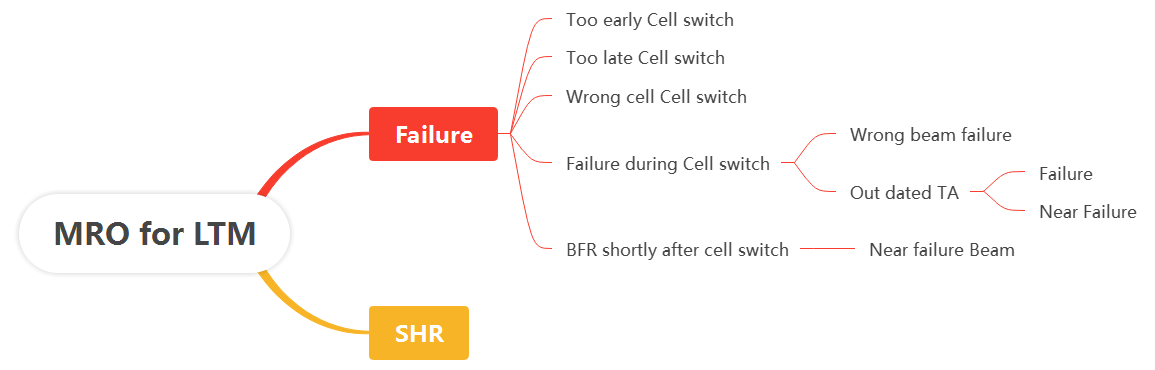 Too early Cell switch
Too late Cell switch
Wrong cell Cell switch
Failure
Wrong beam failure
Failure during Cell switch
Failure
Out dated TA
Near Failure
MRO for LTM
BFR shortly after cell switch
Near failure Beam
SHR